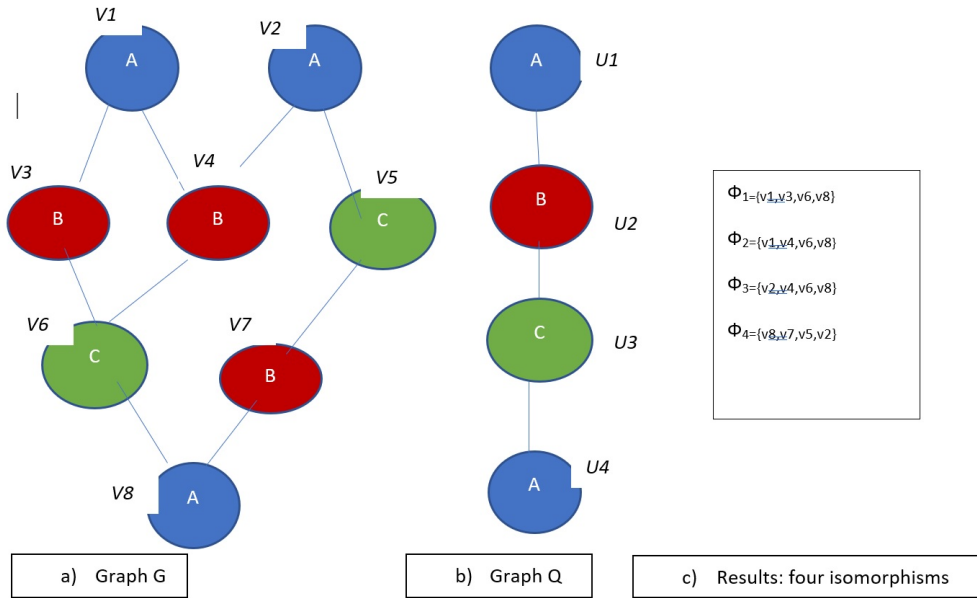 V1
V2
A
A
A
U1
V3
V4
V5
B
B
C
B
U2
Φ1={v1,v3,v6,v8}
Φ2={v1,v4,v6,v8}
Φ3={v2,v4,v6,v8}
Φ4={v8,v7,v5,v2}
V6
V7
C
B
C
U3
V8
A
A
U4
a) Graph G
b) Graph Q
c) Results: four isomorphisms